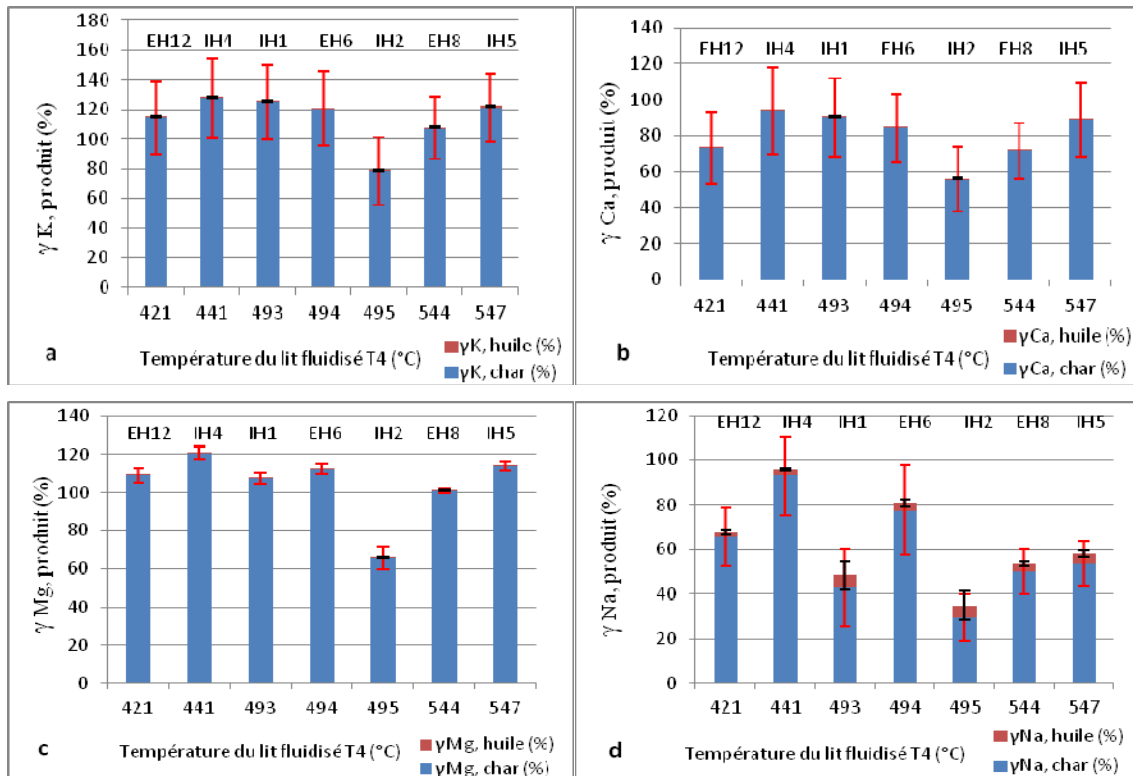 180
160
140
120
100
80
60
40
20
0
γ K, produit (%)
EH12 IH4 IH1 EH6 IH2 EH8 IH5
421 441 493 494 495 544 547
Température du lit fluidisé T4 (°C)
γK, huile (%)
γK, char (%)
a
120
100
80
60
40
20
0
γ Ca, produit (%)
EH12 IH4 IH1 EH6 IH2 EH8 IH5
421 441 493 494 495 544 547
Température du lit fluidisé T4 (°C)
γCa, huile (%)
γCa, char (%)
b
140
120
100
80
60
40
20
0
γ Mg, produit (%)
EH12 IH4 IH1 EH6 IH2 EH8 IH5
421 441 493 494 495 544 547
Température du lit fluidisé T4 (°C)
γMg, huile (%)
γMg, char (%)
c
120
100
80
60
40
20
0
γ Na, produit (%)
EH12 IH4 IH1 EH6 IH2 EH8 IH5
421 441 493 494 495 544 547
Température du lit fluidisé T4 (°C)
γNa, huile (%)
γNa, char (%)
d